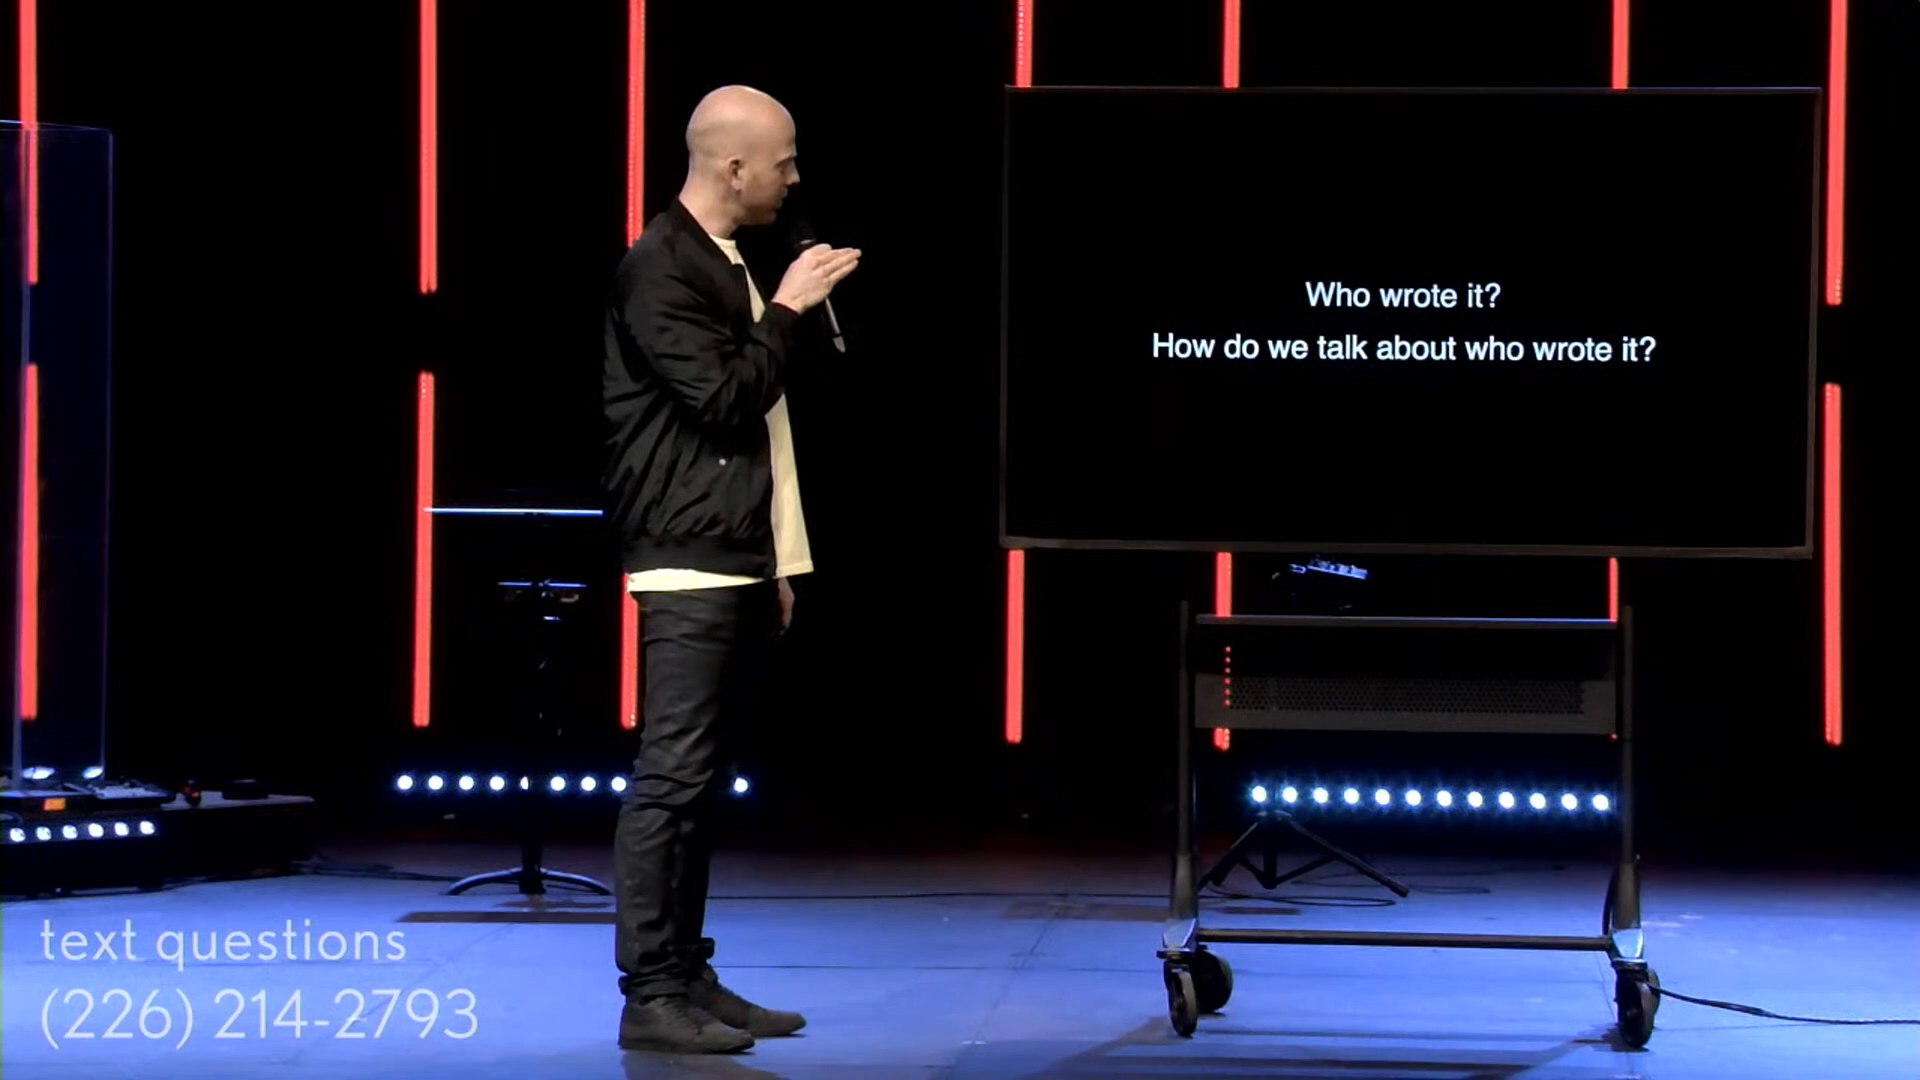 Who wrote it?
How do we talk about who wrote it?
text questions
(226) 214-2793